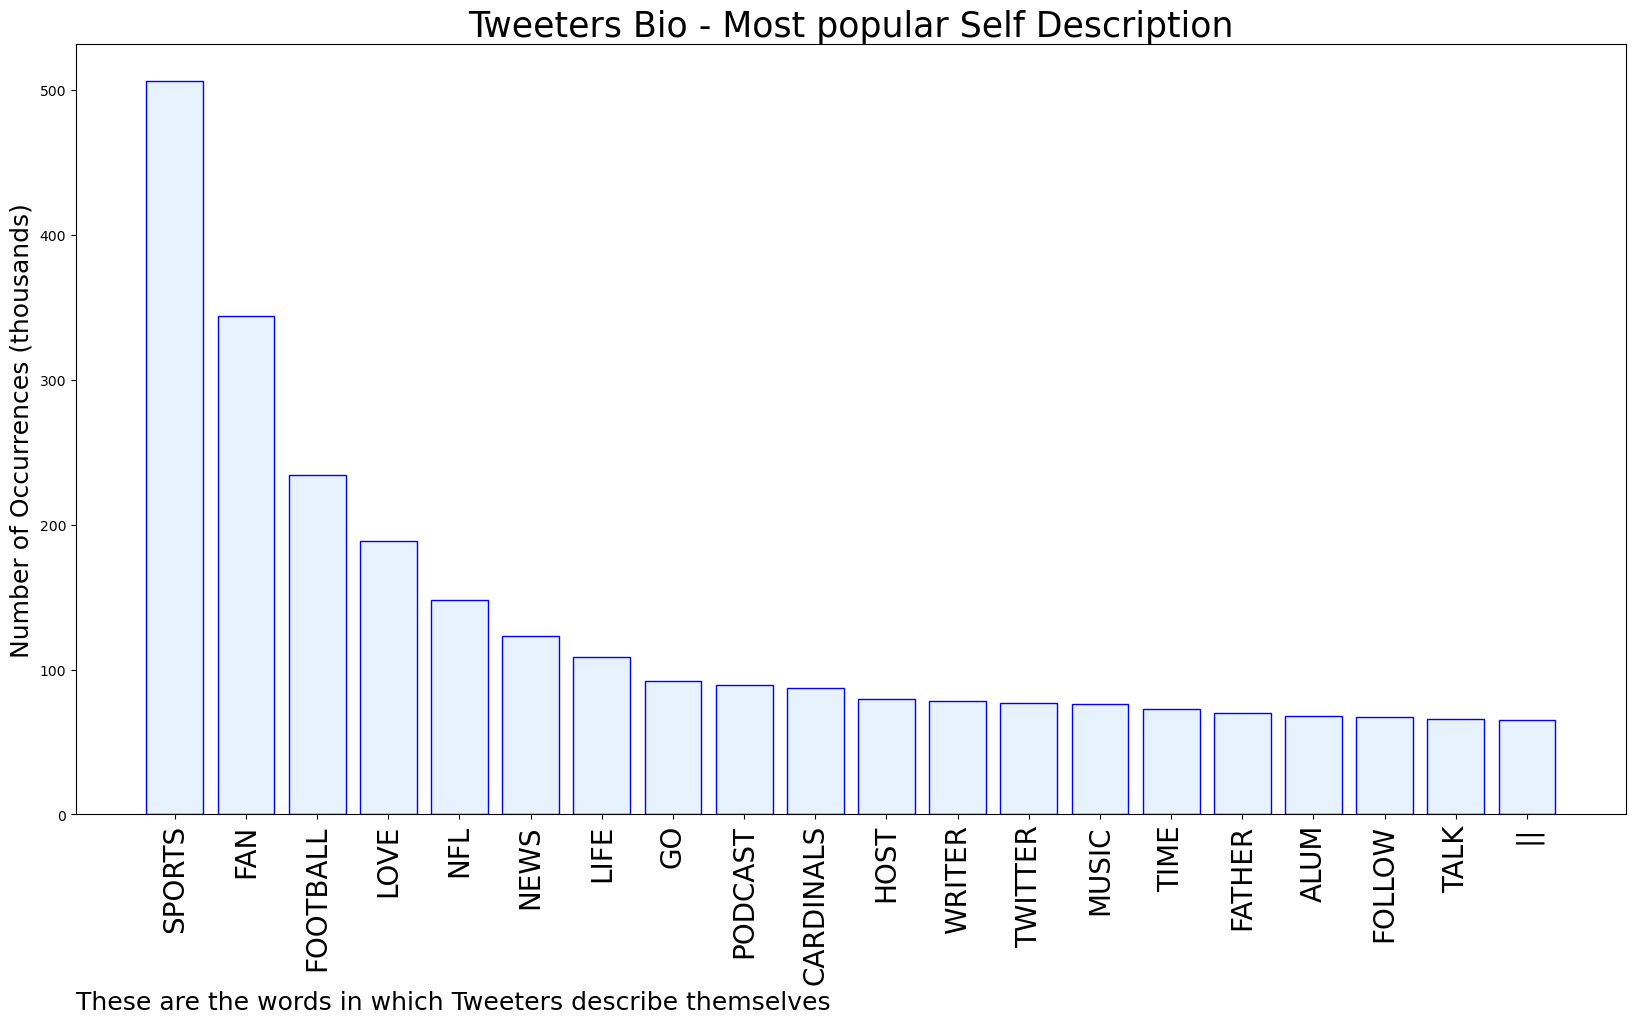 Tweeters Bio - Most popular Self Description
Number of Occurrences (thousands)
500
400
300
200
100
0
SPORTS
FAN
FOOTBALL
LOVE
NFL
NEWS
LIFE
GO
PODCAST
CARDINALS
HOST
WRITER
TWITTER
MUSIC
TIME
FATHER
ALUM
FOLLOW
TALK
||
These are the words in which Tweeters describe themselves